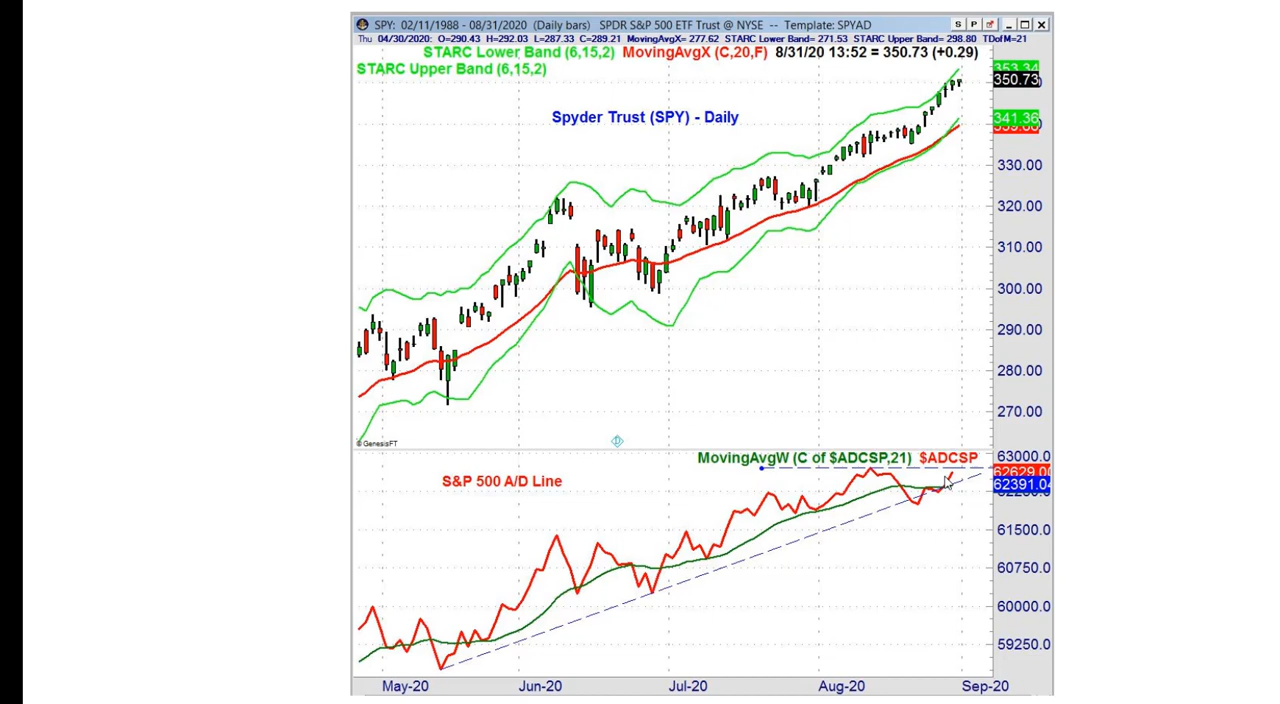 SPY: 02/11/1988 - 08/31/2020 (Daily bars) SPDR S&P 500 ETF Trust @ NYSE -- Template: SPYAD S P
Thu 04/30/2020 O=290.43 H=292.03 L=287.33 C=289.21 MovingAvgX= 277.62 STARC Lower Band= 271.53 STARC Upper Band= 298.80 TDofM=21
STARC Lower Band (6,15,2) MovingAvgX (C,20,F) 8/31/20 13:52 = 350.73 (+0.29)
STARC Upper Band (6,15,2)
353.34
350.73
Spyder Trust (SPY) - Daily
341.36
330.00
320.00
310.00
300.00
290.00
280.00
270.00
© GenesisFT
D
MovingAvgW (C of $ADCSP,21) $ADCSP
63000.0
62629.00
S&P 500 A/D Line
62391.04
61500.0
60750.0
60000.0
59250.0
May-20 Jun-20 Jul-20 Aug-20 Sep-20